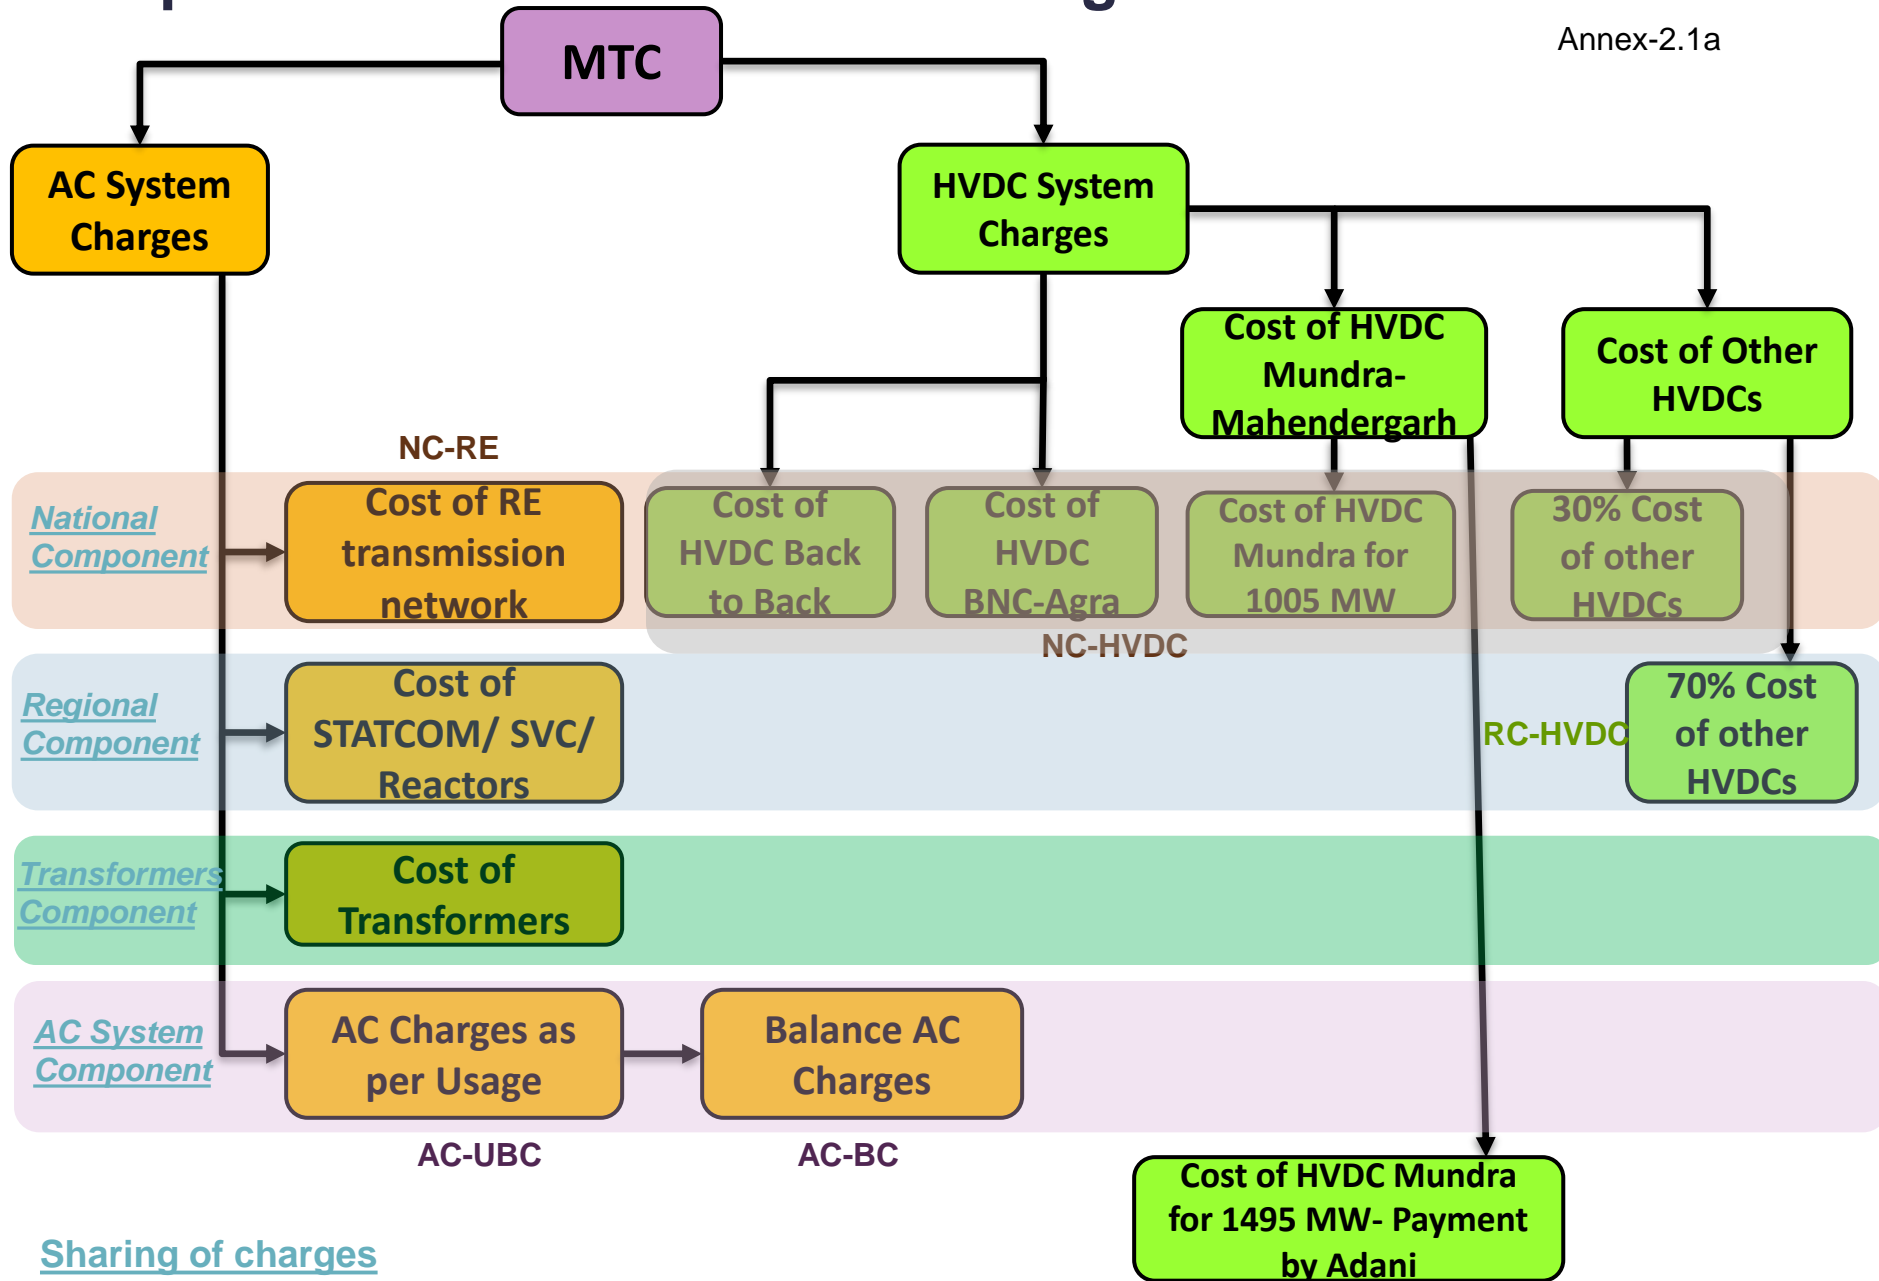 Annex-2.1a
MTC
AC System
Charges
HVDC System
Charges
Cost of HVDC
Mundra-
Mahendergarh
Cost of Other
HVDCs
NC-RE
National
Component
Cost of RE
transmission
network
Cost of
HVDC Back
to Back
Cost of
HVDC
BNC-Agra
Cost of HVDC
Mundra for
1005 MW
30% Cost
of other
HVDCs
NC-HVDC
Regional
Component
Cost of
STATCOM/ SVC/
Reactors
RC-HVDC
70% Cost
of other
HVDCs
Transformers
Component
Cost of
Transformers
AC System
Component
AC Charges as
per Usage
Balance AC
Charges
AC-UBC
AC-BC
Cost of HVDC Mundra
for 1495 MW- Payment
by Adani
Sharing of charges